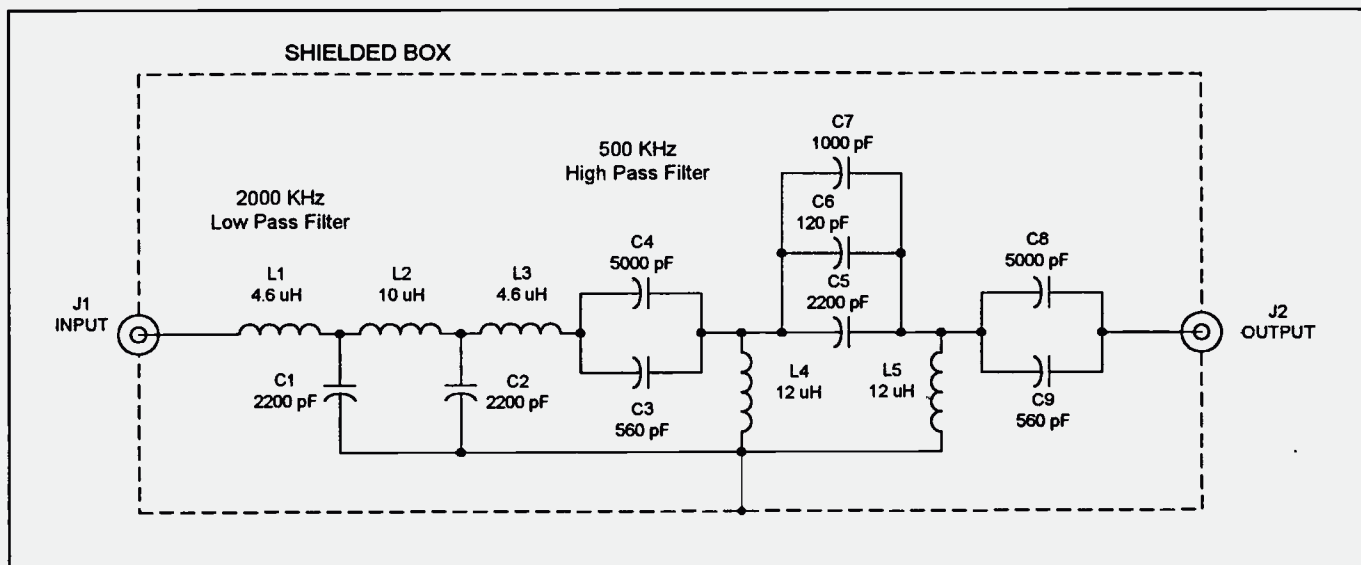 SHIELDED BOX
2000 KHz
Low Pass Filter
500 KHz
High Pass Filter
J1
INPUT
L1
4.6 uH
L2
10 uH
L3
4.6 uH
C1
2200 pF
C2
2200 pF
C4
5000 pF
C3
560 pF
C7
1000 pF
C6
120 pF
C5
2200 pF
L4
12 uH
L5
12 uH
C8
5000 pF
C9
560 pF
J2
OUTPUT